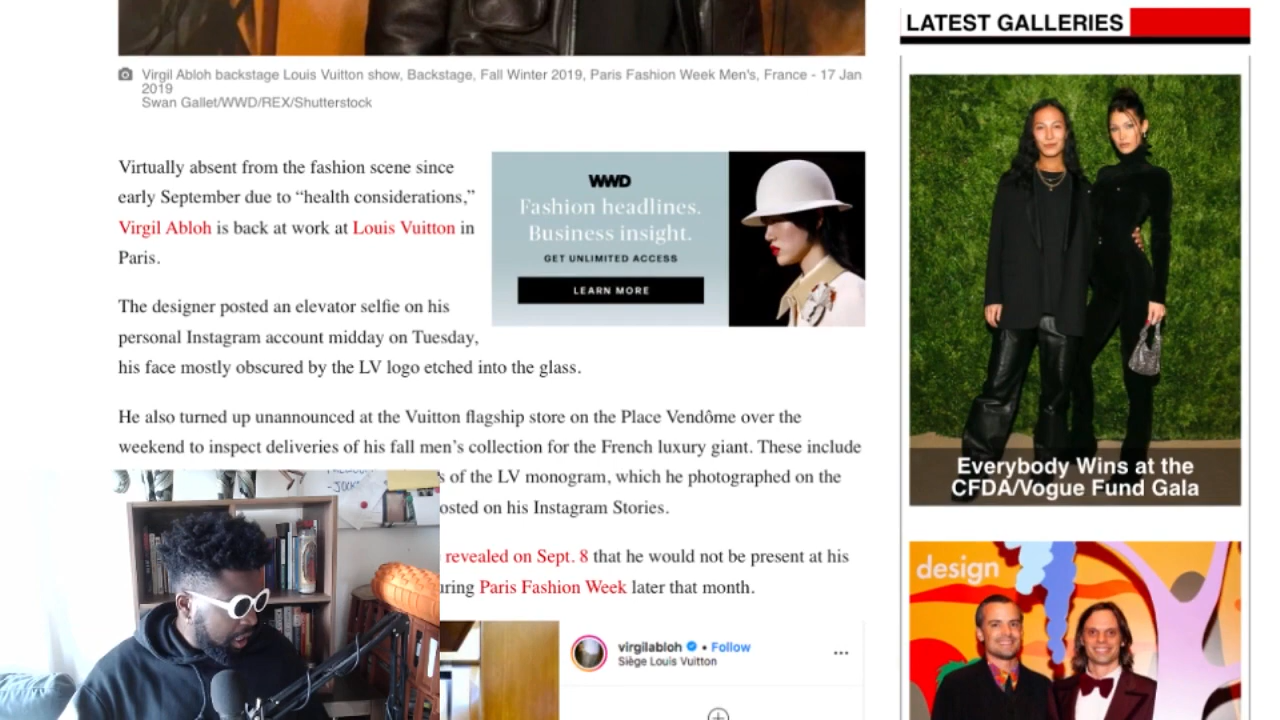 LATEST GALLERIES
Virgil Abloh backstage Louis Vuitton show, Backstage, Fall Winter 2019, Paris Fashion Week Men's, France - 17 Jan
2019
Swan Gallet/WWD/REX/Shutterstock
Virtually absent from the fashion scene since
early September due to “health considerations,”
Virgil Abloh is back at work at Louis Vuitton in
Paris.
WWD
Fashion headlines.
Business insight.
GET UNLIMITED ACCESS
LEARN MORE
The designer posted an elevator selfie on his
personal Instagram account midday on Tuesday,
his face mostly obscured by the LV logo etched into the glass.
He also turned up unannounced at the Vuitton flagship store on the Place Vendôme over the
weekend to inspect deliveries of his fall men’s collection for the French luxury giant. These include
of the LV monogram, which he photographed on the
osted on his Instagram Stories.
revealed on Sept. 8 that he would not be present at his
uring Paris Fashion Week later that month.
virgilabloh • Follow
Siège Louis Vuitton
Everybody Wins at the
CFDA/Vogue Fund Gala
design